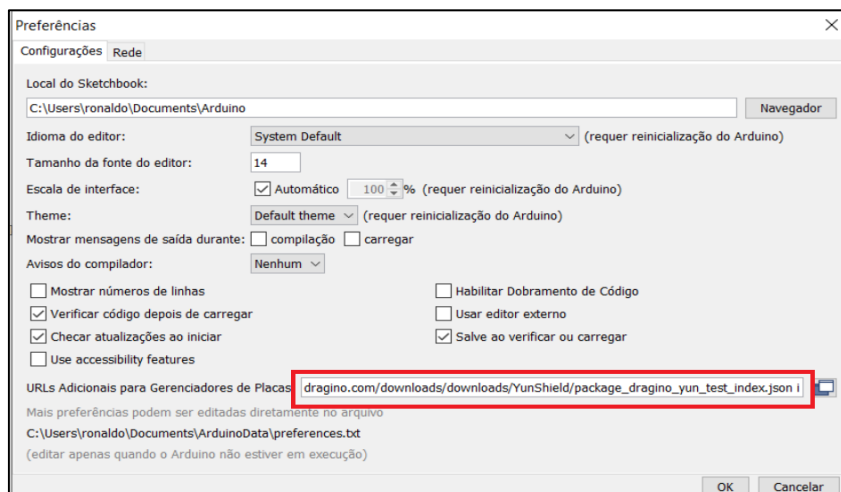 Preferências
Configurações Rede
Local do Sketchbook:
C:\Users\ronaldo\Documents\Arduino Navegador
Idioma do editor: System Default (requer reinicialização do Arduino)
Tamanho da fonte do editor: 14
Escala de interface: Automático 100 % (requer reinicialização do Arduino)
Theme: Default theme (requer reinicialização do Arduino)
Mostrar mensagens de saída durante: compilação carregar
Avisos do compilador: Nenhum
Mostrar números de linhas Habilitar Dobramento de Código
Verificar código depois de carregar Usar editor externo
Checar atualizações ao iniciar Salve ao verificar ou carregar
Use accessibility features
URLs Adicionais para Gerenciadores de Placas dragino.com/downloads/downloads/YunShield/package_dragino_yun_test_index.json i
Mais preferências podem ser editadas diretamente no arquivo
C:\Users\ronaldo\Documents\ArduinoData\preferences.txt
(editar apenas quando o Arduino não estiver em execução)
OK Cancelar